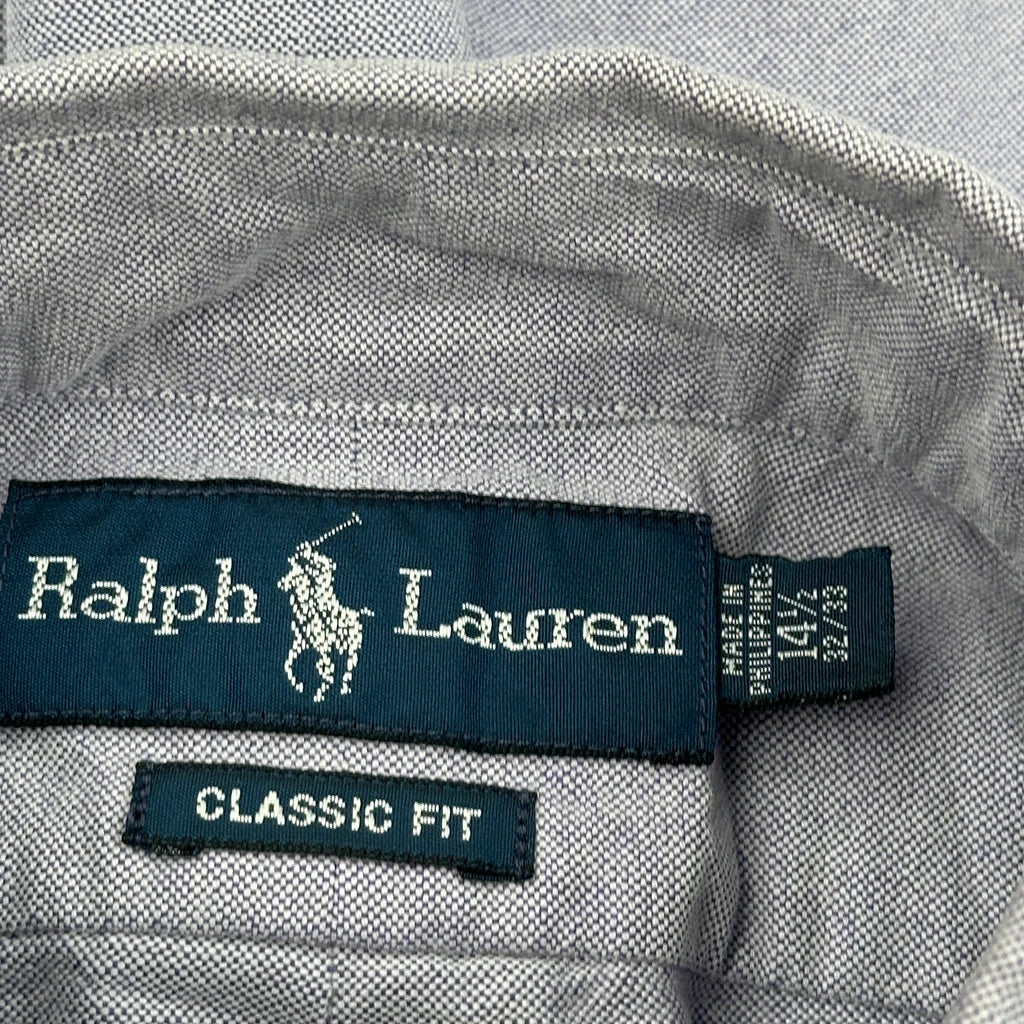 Ralph Lauren
MADE IN
PHILIPPINES
14½
32/33
CLASSIC FIT